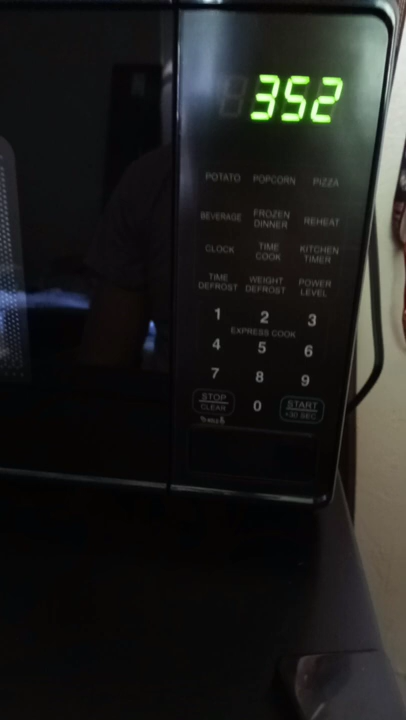 352
POTATO POPCORN PIZZA
BEVERAGE FROZEN DINNER REHEAT
CLOCK TIME COOK KITCHEN TIMER
TIME DEFROST WEIGHT DEFROST POWER LEVEL
1 2 3
EXPRESS COOK
4 5 6
7 8 9
STOP CLEAR 0 START +30 SEC